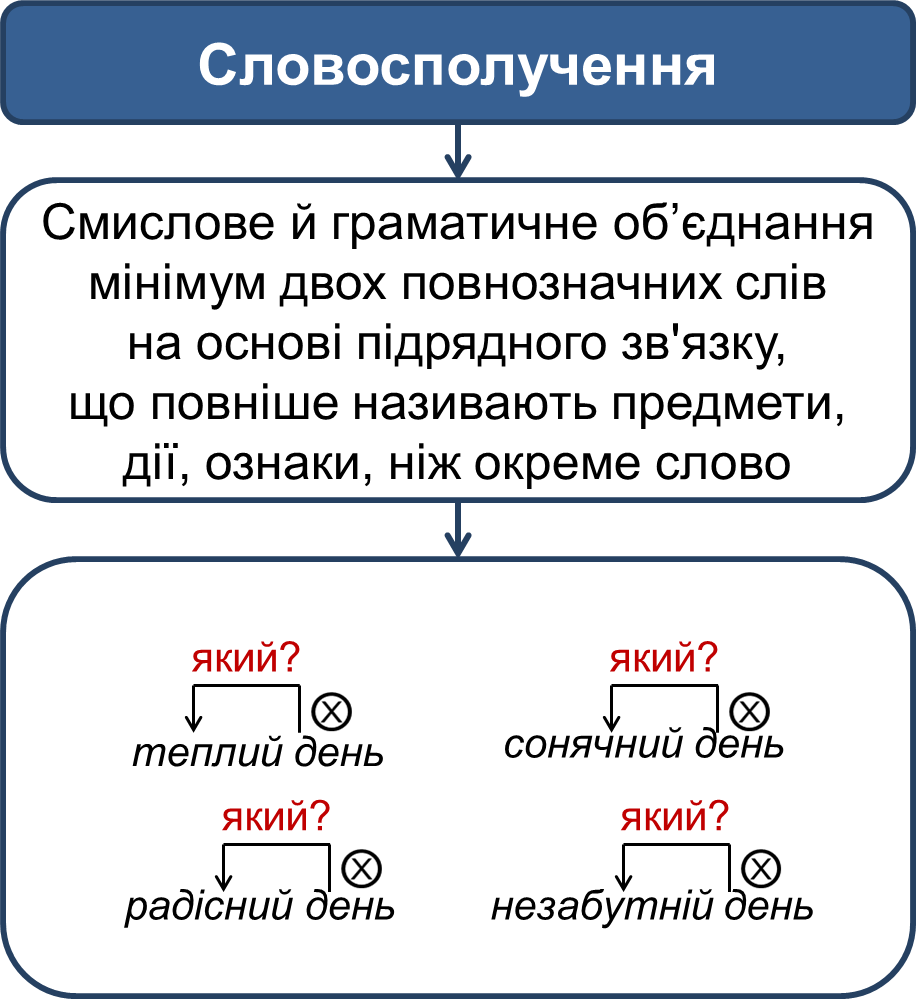 Словосполучення
Смислове й граматичне об’єднання
мінімум двох повнозначних слів
на основі підрядного зв'язку,
що повніше називають предмети,
дії, ознаки, ніж окреме слово
який?
X
теплий день
який?
X
сонячний день
який?
X
радісний день
який?
X
незабутній день